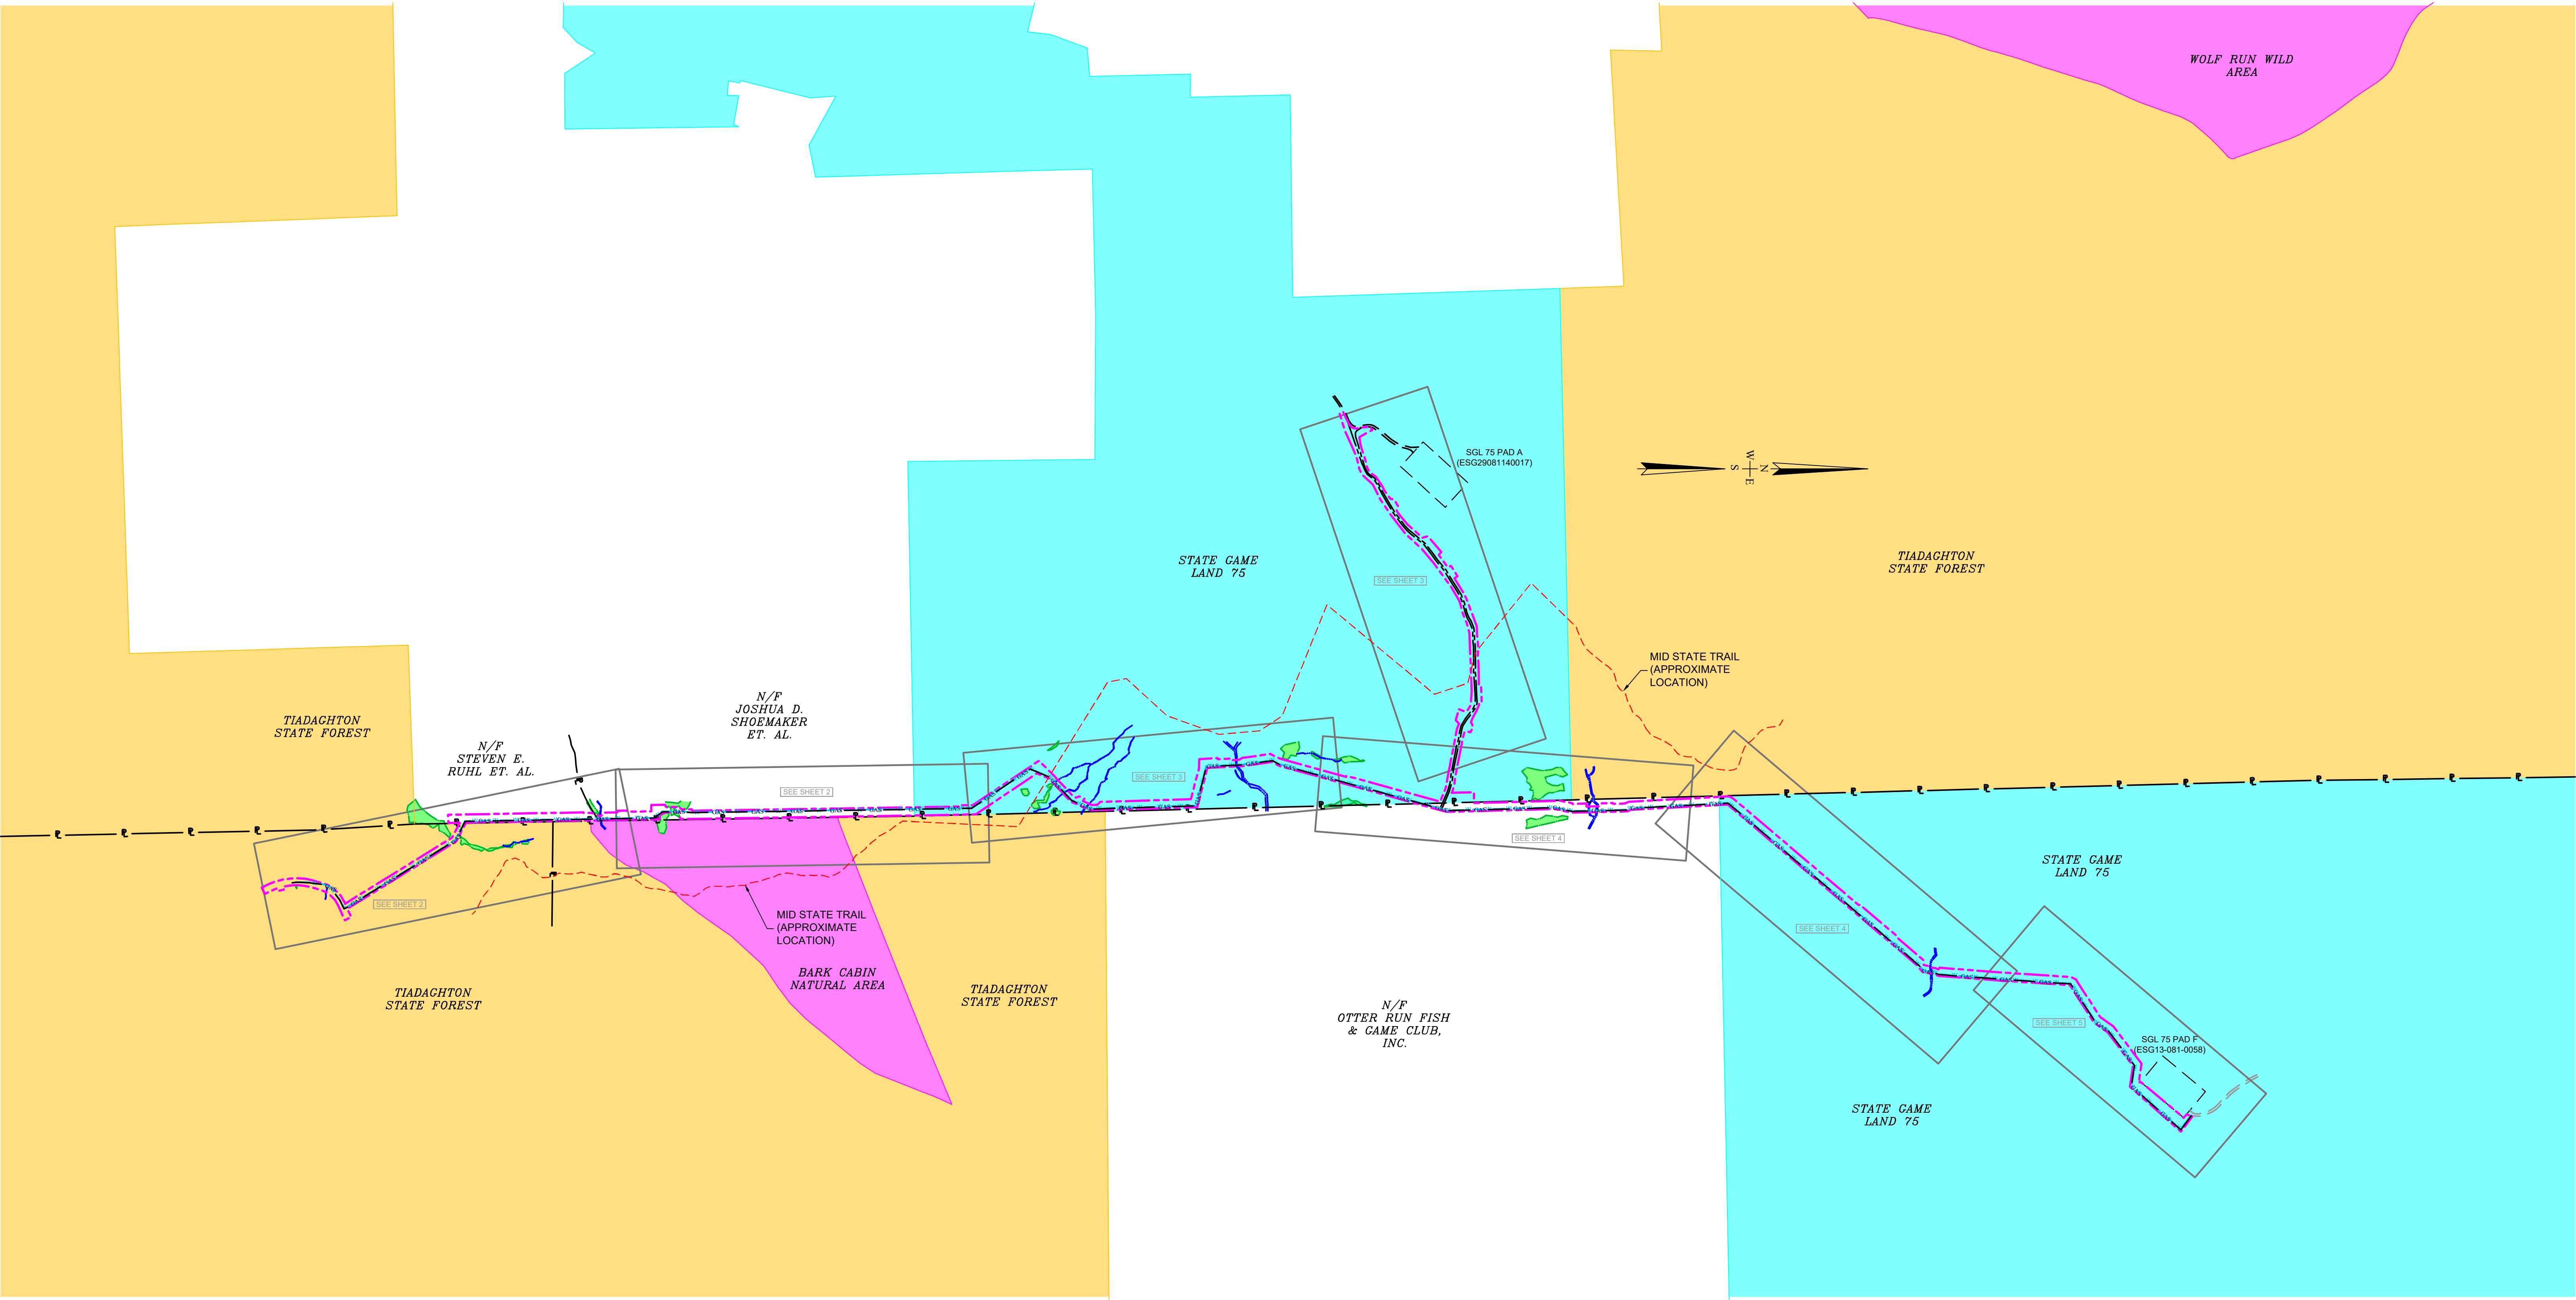 WOLF RUN WILD
AREA
SGL 75 PAD A
(ESG29081140017)
W
S
N
E
STATE GAME
LAND 75
TIADAGHTON
STATE FOREST
SEE SHEET 3
MID STATE TRAIL
(APPROXIMATE
LOCATION)
N/F
JOSHUA D.
SHOEMAKER
ET. AL.
TIADAGHTON
STATE FOREST
N/F
STEVEN E.
RUHL ET. AL.
SEE SHEET 3
SEE SHEET 2
SEE SHEET 4
STATE GAME
LAND 75
SEE SHEET 2
MID STATE TRAIL
(APPROXIMATE
LOCATION)
SEE SHEET 4
BARK CABIN
NATURAL AREA
TIADAGHTON
STATE FOREST
TIADAGHTON
STATE FOREST
N/F
OTTER RUN FISH
& GAME CLUB,
INC.
SEE SHEET 5
SGL 75 PAD F
(ESG13-081-0058)
STATE GAME
LAND 75